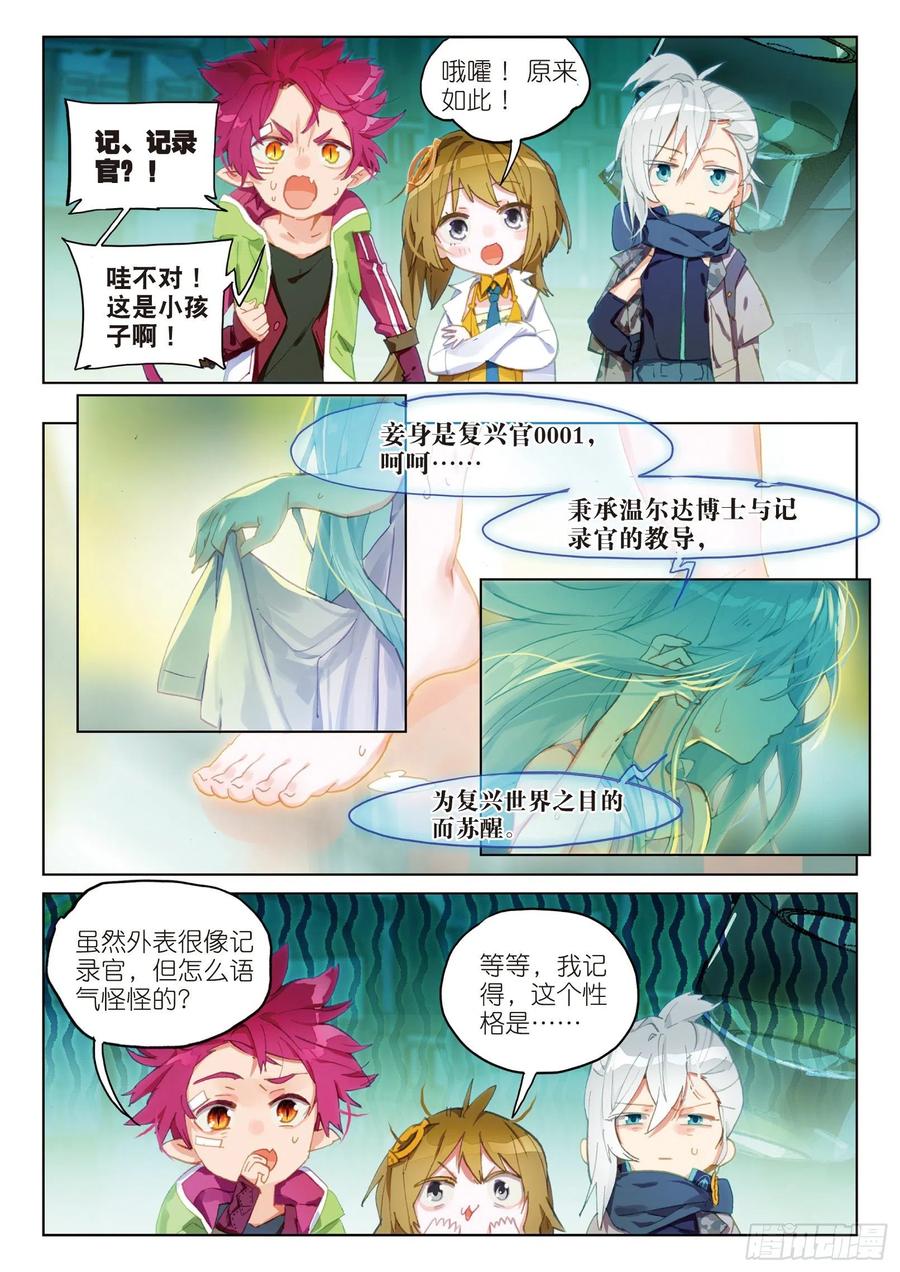 记、记录
官？！
哇不对！
这是小孩
子啊！
哦嚯！原来
如此！
妾身是复兴官0001，
呵呵……
秉承温尔达博士与记
录官的教导，
为复兴世界之目的
而苏醒。
虽然外表很像记
录官，但怎么语
气怪怪的？
等等，我记
得，这个性
格是……
腾讯动漫